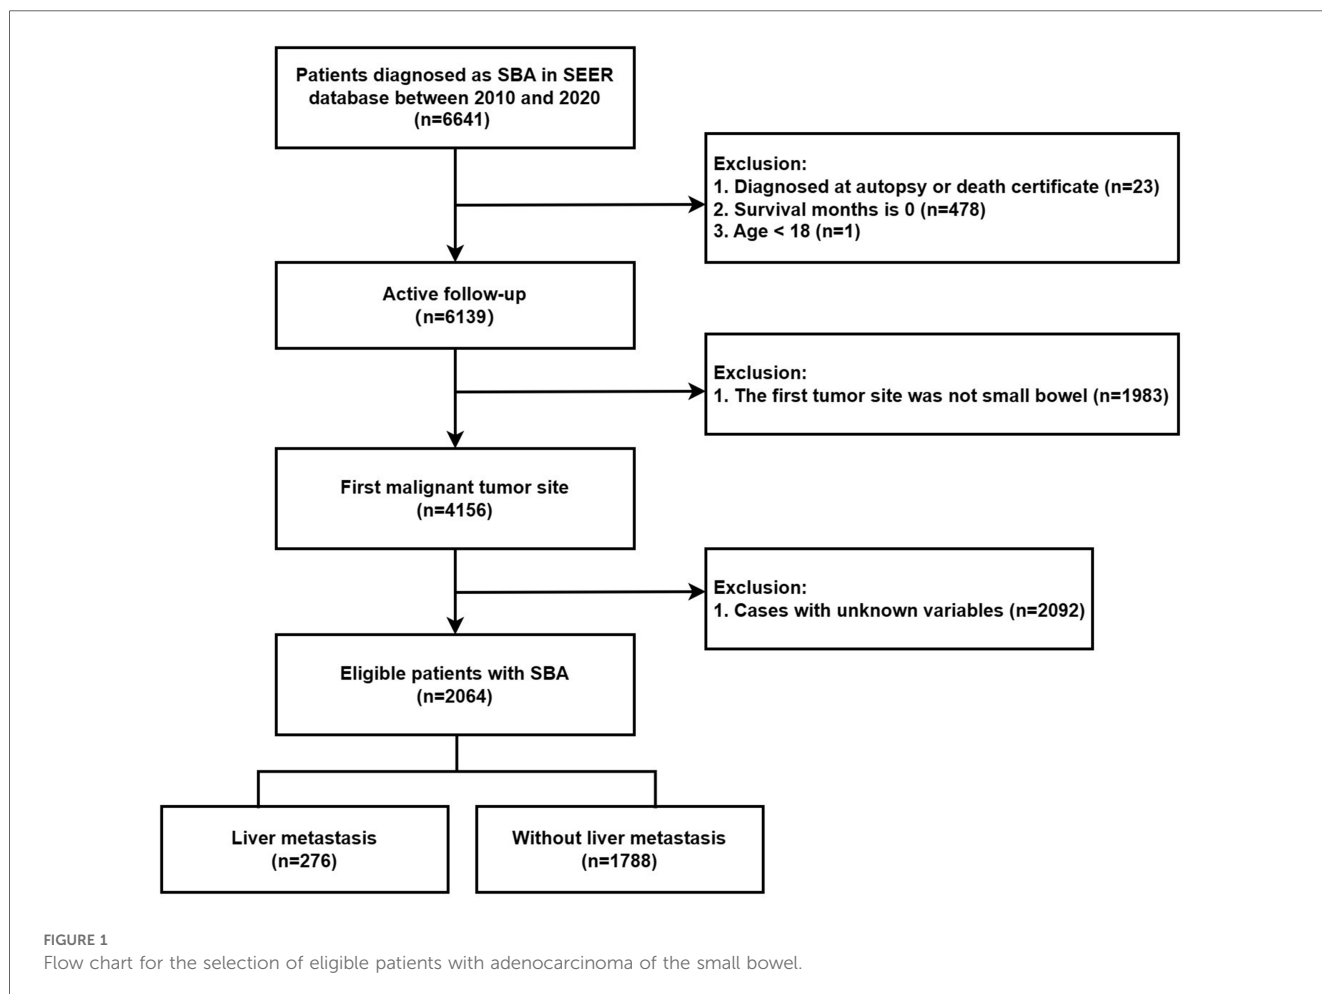 Patients diagnosed as SBA in SEER
database between 2010 and 2020
(n=6641)
Exclusion:
1. Diagnosed at autopsy or death certificate (n=23)
2. Survival months is 0 (n=478)
3. Age < 18 (n=1)
Active follow-up
(n=6139)
Exclusion:
1. The first tumor site was not small bowel (n=1983)
First malignant tumor site
(n=4156)
Exclusion:
1. Cases with unknown variables (n=2092)
Eligible patients with SBA
(n=2064)
Liver metastasis
(n=276)
Without liver metastasis
(n=1788)
FIGURE 1
Flow chart for the selection of eligible patients with adenocarcinoma of the small bowel.